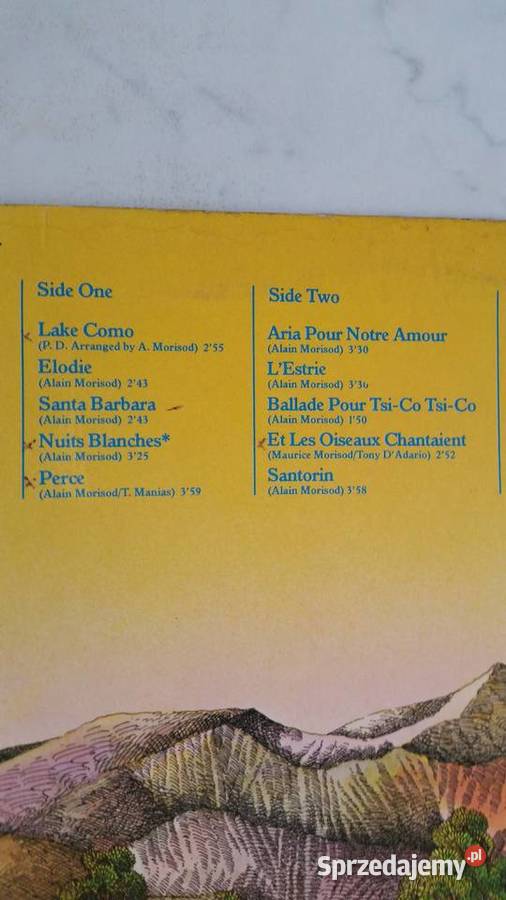 Side One
Lake Como
(P. D. Arranged by A. Morisod) 2'55
Elodie
(Alain Morisod) 2'43
Santa Barbara
(Alain Morisod) 2'43
Nuits Blanches*
(Alain Morisod) 3'25
Perce
(Alain Morisod/T. Manias) 3'59
Side Two
Aria Pour Notre Amour
(Alain Morisod) 3'30
L'Estrie
(Alain Morisod) 3'30
Ballade Pour Tsi-Co Tsi-Co
(Alain Morisod) 1'50
Et Les Oiseaux Chantaient
(Maurice Morisod/Tony D'Adario) 2'52
Santorin
(Alain Morisod) 3'58
Sprzedajemy.pl